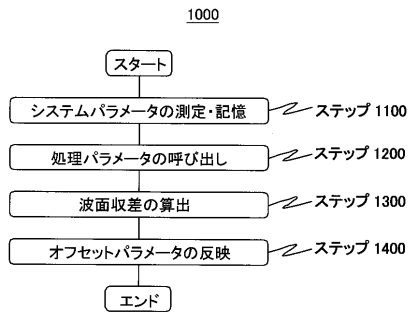 1000
スタート
システムパラメータの測定・記憶
ステップ 1100
処理パラメータの呼び出し
ステップ 1200
波面収差の算出
ステップ 1300
オフセットパラメータの反映
ステップ 1400
エンド